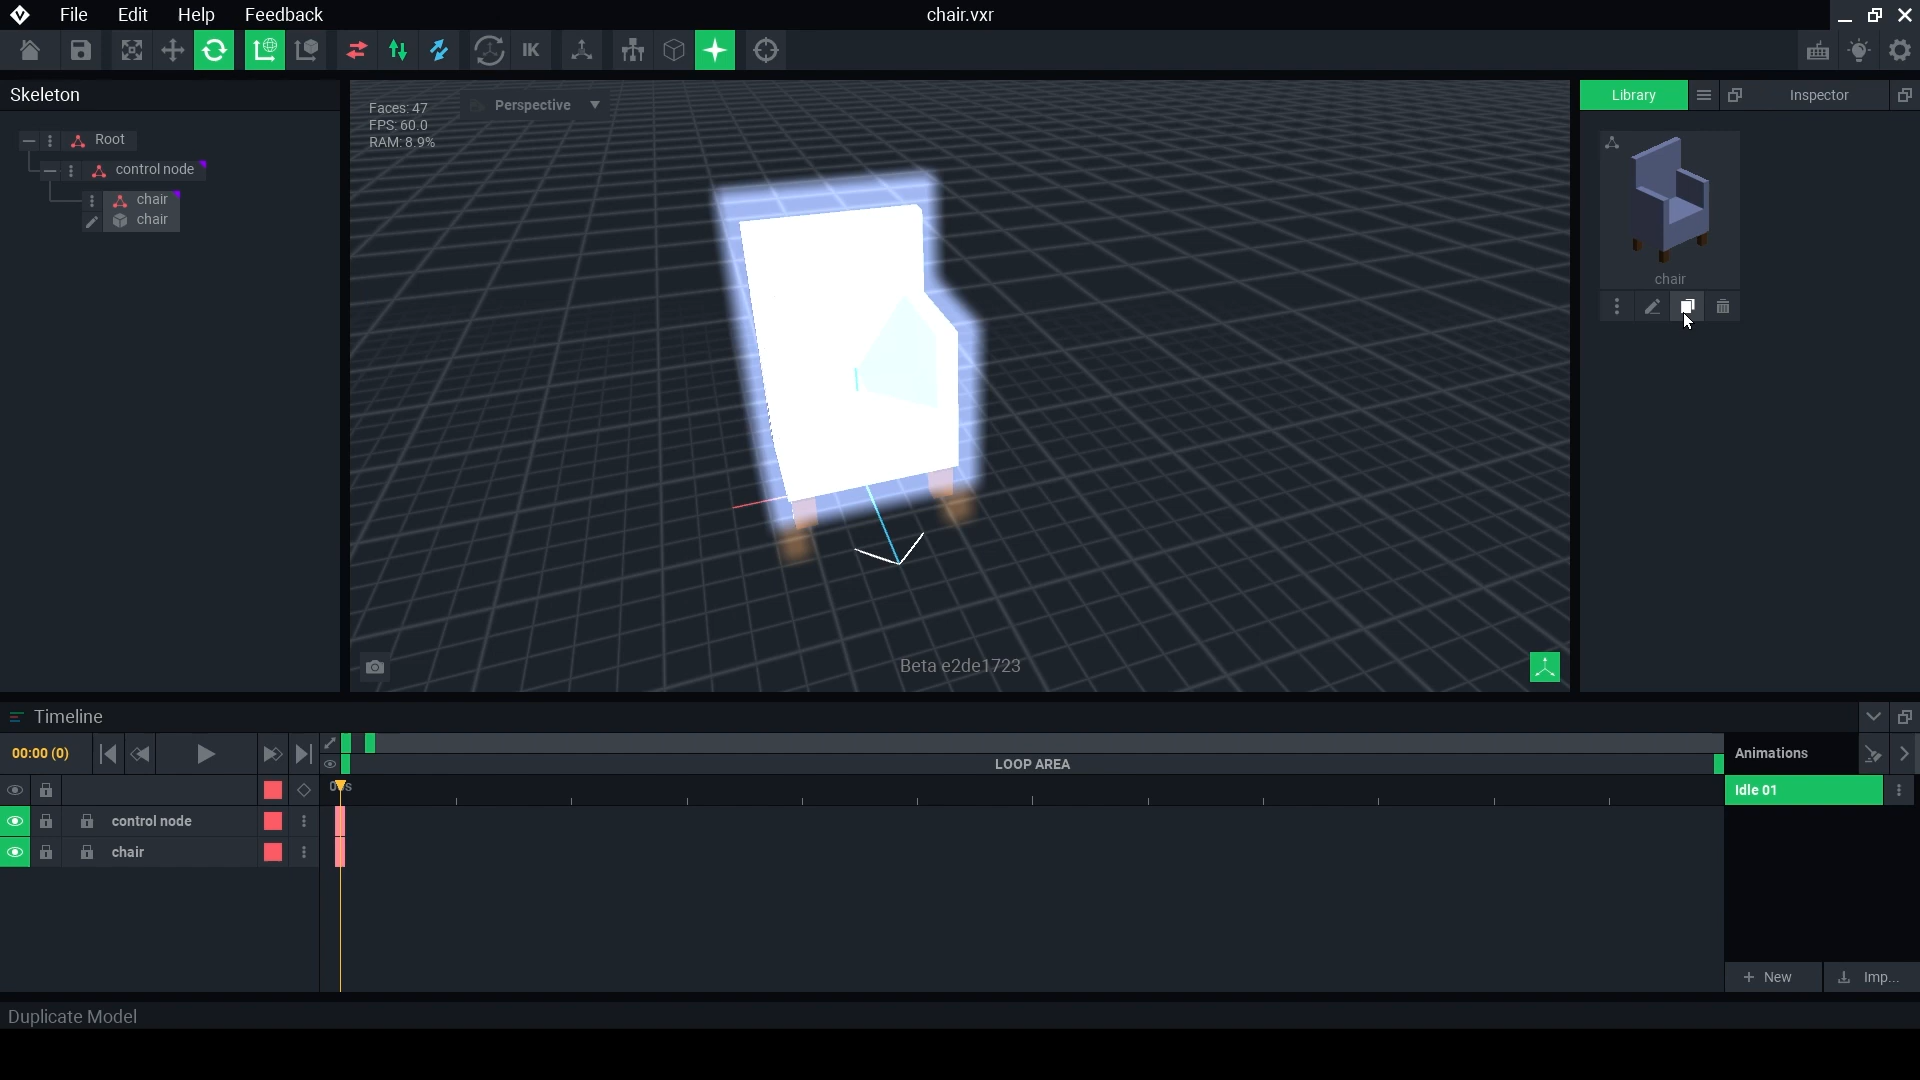 File Edit Help Feedback chair.vxr
IK
Skeleton
Root
control node
chair
chair
Faces: 47
FPS: 60.0
RAM: 8.9%
Perspective
Library Inspector
chair
Beta e2de1723
Timeline
00:00 (0)
LOOP AREA
Animations
Idle 01
control node
chair
New Imp...
Duplicate Model